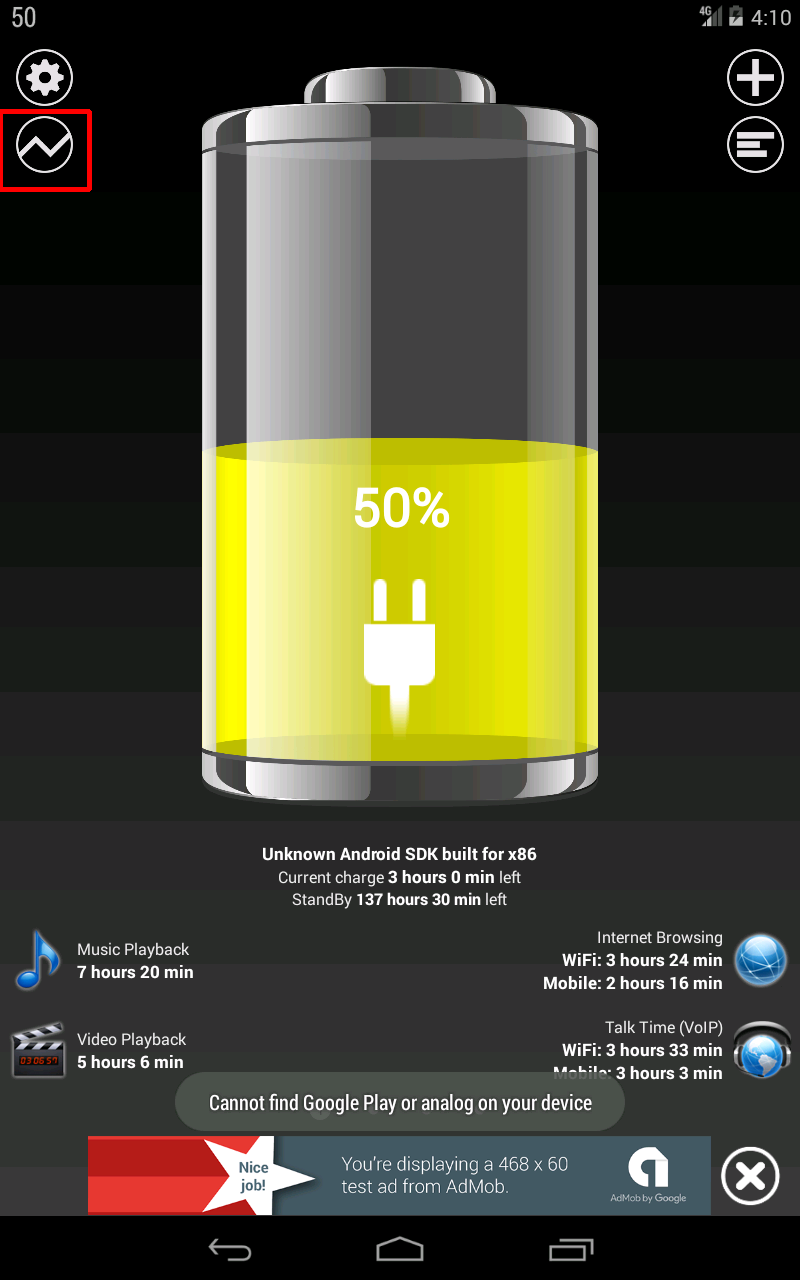 50
4G
4:10
50%
Unknown Android SDK built for x86
Current charge 3 hours 0 min left
StandBy 137 hours 30 min left
Music Playback
7 hours 20 min
Internet Browsing
WiFi: 3 hours 24 min
Mobile: 2 hours 16 min
Video Playback
5 hours 6 min
03:06:57
Talk Time (VoIP)
WiFi: 3 hours 33 min
Mobile: 3 hours 3 min
Cannot find Google Play or analog on your device
Nice
job!
You're displaying a 468 x 60
test ad from AdMob.
AdMob by Google